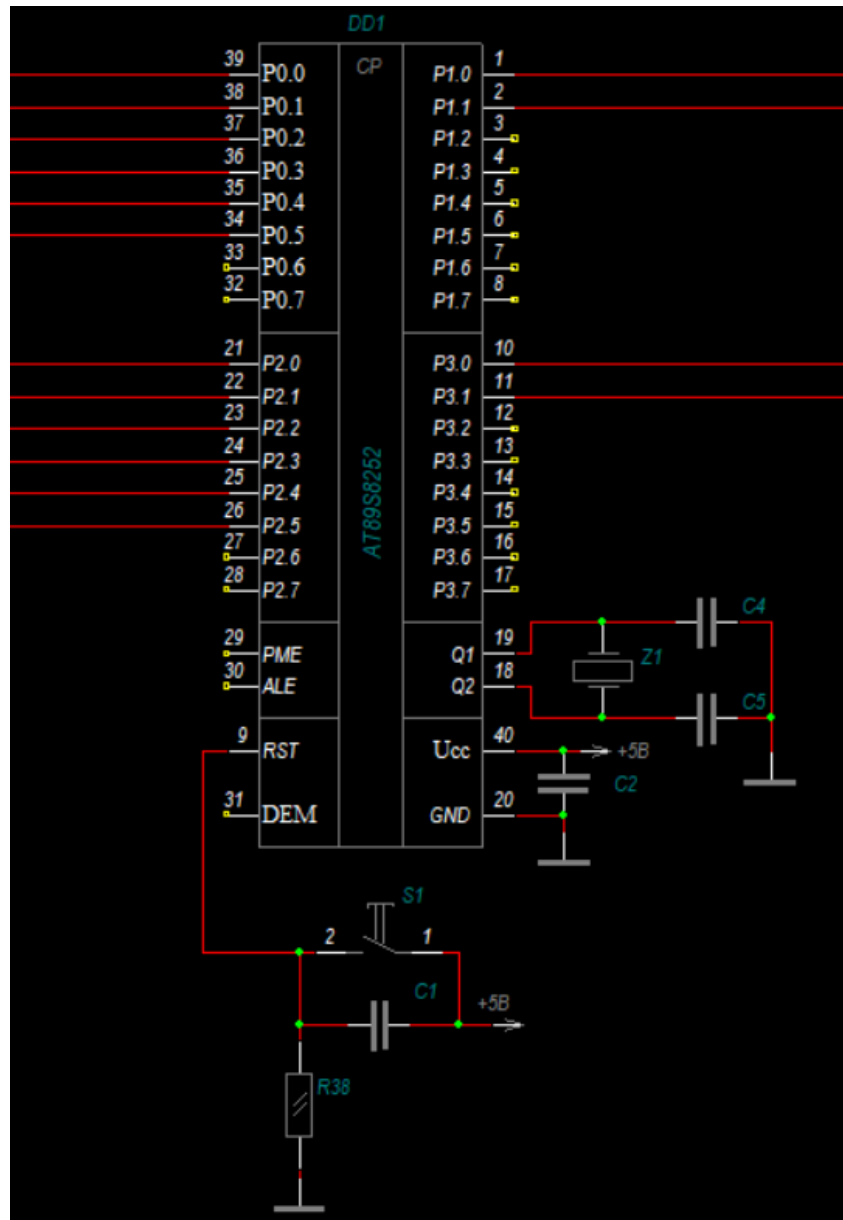 DD1
CP
39 P0.0 P1.0 1
38 P0.1 P1.1 2
37 P0.2 P1.2 3
36 P0.3 P1.3 4
35 P0.4 P1.4 5
34 P0.5 P1.5 6
33 P0.6 P1.6 7
32 P0.7 P1.7 8
21 P2.0 P3.0 10
22 P2.1 P3.1 11
23 P2.2 P3.2 12
24 P2.3 P3.3 13
25 P2.4 P3.4 14
26 P2.5 P3.5 15
27 P2.6 P3.6 16
28 P2.7 P3.7 17
AT89S8252
C4
29 PME Q1 19
Z1
30 ALE Q2 18
C5
9 RST Ucc 40
+5В
C2
31 DEM GND 20
S1
2 1
C1
+5В
R38